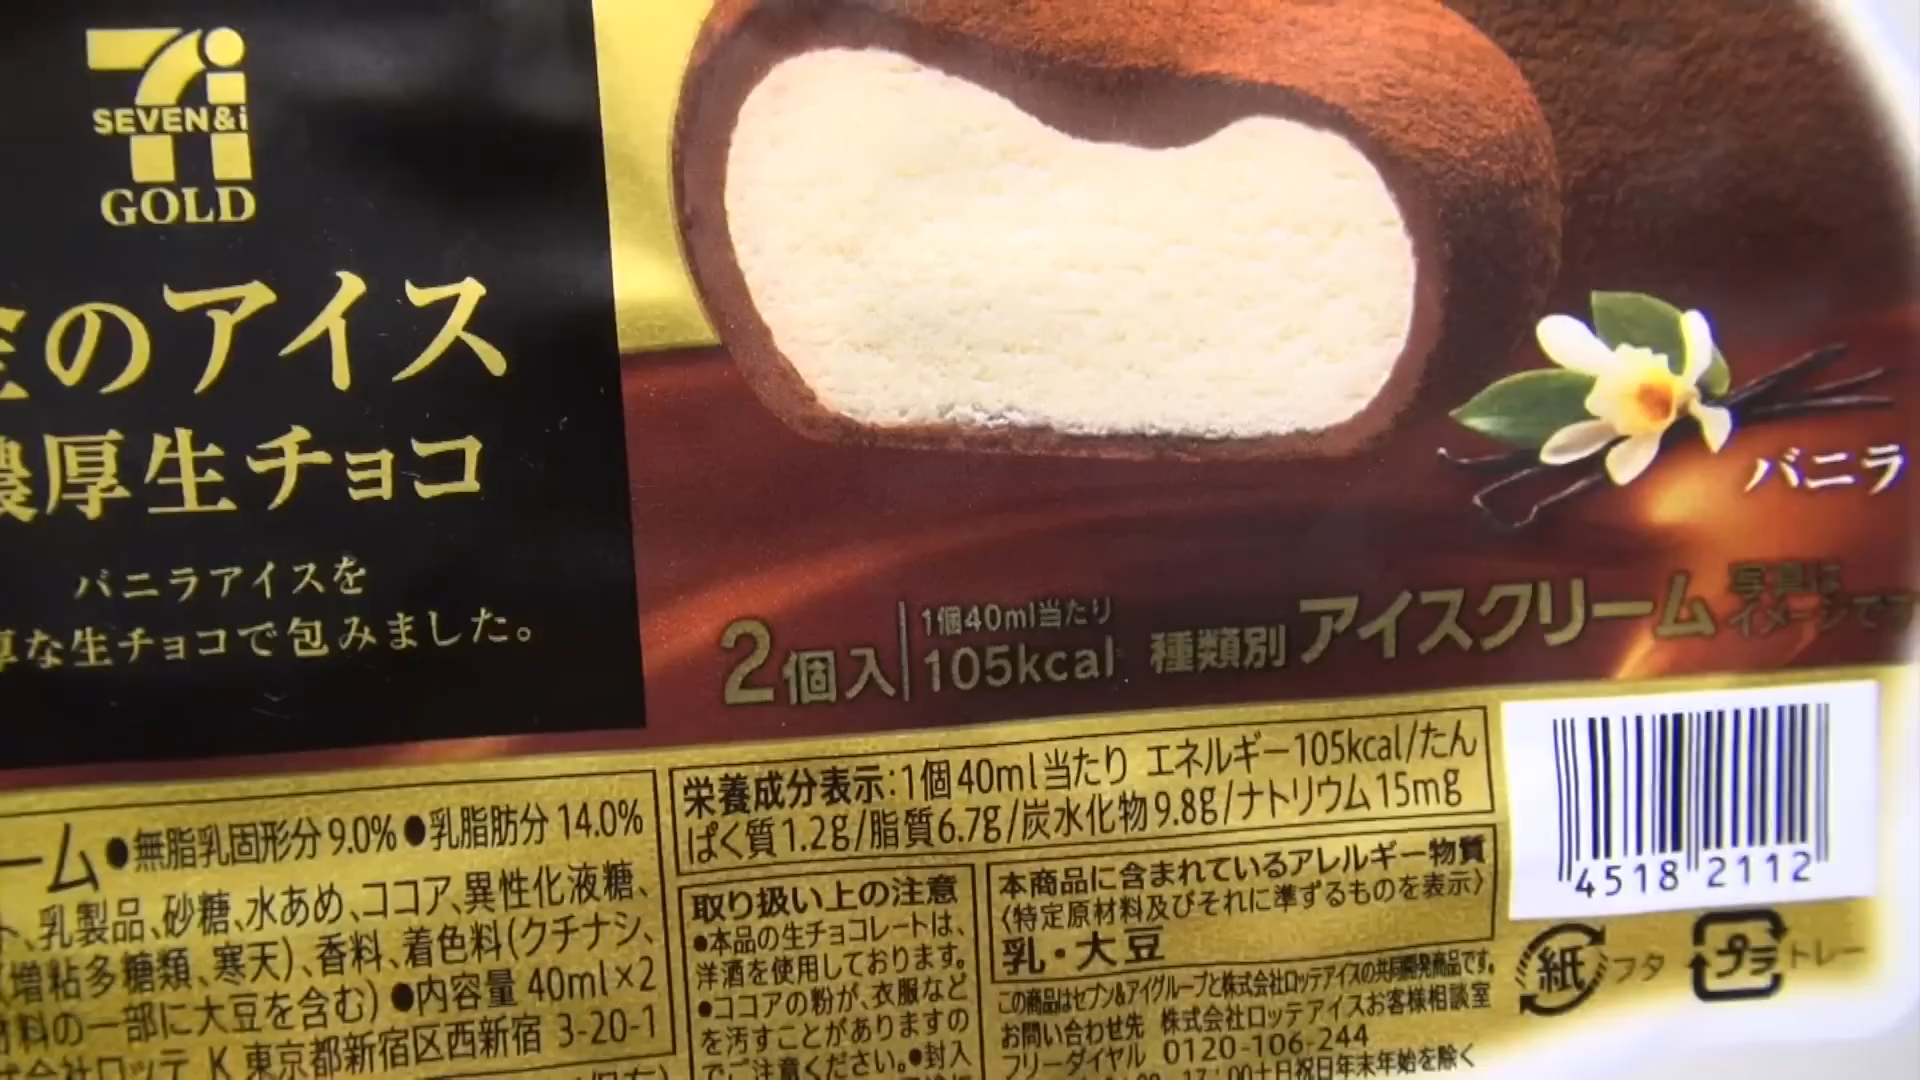 SEVEN&i
GOLD
のアイス
厚生チョコ
バニラアイスを
な生チョコで包みました。
バニラ
2個入
1個40ml当たり
105kcal
種類別 アイスクリーム
写真は
イメージです
ーム●無脂乳固形分 9.0% ●乳脂肪分 14.0%
、乳製品、砂糖、水あめ、ココア、異性化液糖、
増粘多糖類、寒天)、香料、着色料(クチナシ、
料の一部に大豆を含む) ●内容量 40ml×2
会社ロッテ K 東京都新宿区西新宿 3-20-1
栄養成分表示:1個40ml当たり エネルギー105kcal/たん
ぱく質1.2g/脂質6.7g/炭水化物9.8g/ナトリウム15mg
取り扱い上の注意
●本品の生チョコレートは、
洋酒を使用しております。
●ココアの粉が、衣服など
を汚すことがありますの
でご注意ください。●封入
本商品に含まれているアレルギー物質
〈特定原材料及びそれに準ずるものを表示〉
乳・大豆
この商品はセブン&アイグループと株式会社ロッテアイスの共同開発商品です。
お問い合わせ先 株式会社ロッテアイスお客様相談室
フリーダイヤル 0120-106-244
17:00土日祝日年末年始を除く
4518 2112
紙 フタ
プラ トレー